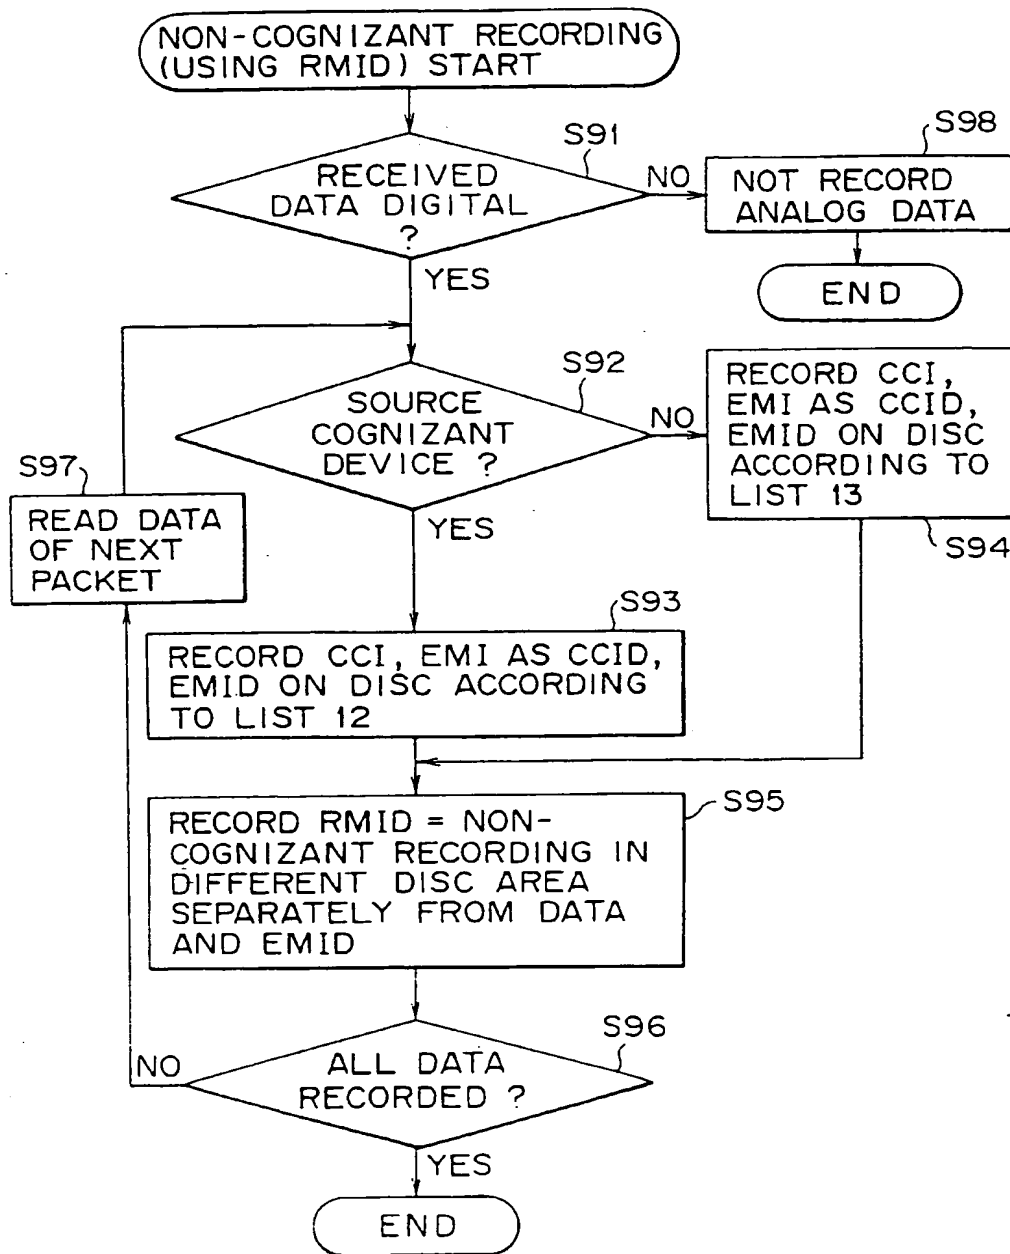 NON-COGNIZANT RECORDING
(USING RMID) START
S91
RECEIVED
DATA DIGITAL
?
NO
YES
S98
NOT RECORD
ANALOG DATA
END
S92
SOURCE
COGNIZANT
DEVICE ?
NO
YES
RECORD CCI,
EMI AS CCID,
EMID ON DISC
ACCORDING TO
LIST 13
S94
S97
READ DATA
OF NEXT
PACKET
S93
RECORD CCI, EMI AS CCID,
EMID ON DISC ACCORDING
TO LIST 12
S95
RECORD RMID = NON-
COGNIZANT RECORDING IN
DIFFERENT DISC AREA
SEPARATELY FROM DATA
AND EMID
S96
ALL DATA
RECORDED ?
NO
YES
END